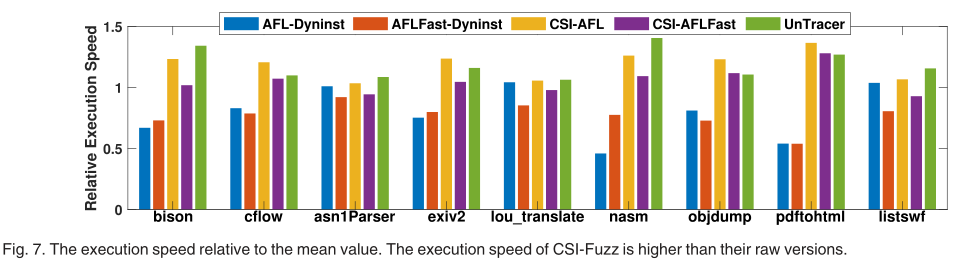 AFL-Dyninst AFLFast-Dyninst CSI-AFL CSI-AFLFast UnTracer
Relative Execution Speed
1.5
1
0.5
0
bison cflow asn1Parser exiv2 lou_translate nasm objdump pdftohtml listswf
Fig. 7. The execution speed relative to the mean value. The execution speed of CSI-Fuzz is higher than their raw versions.